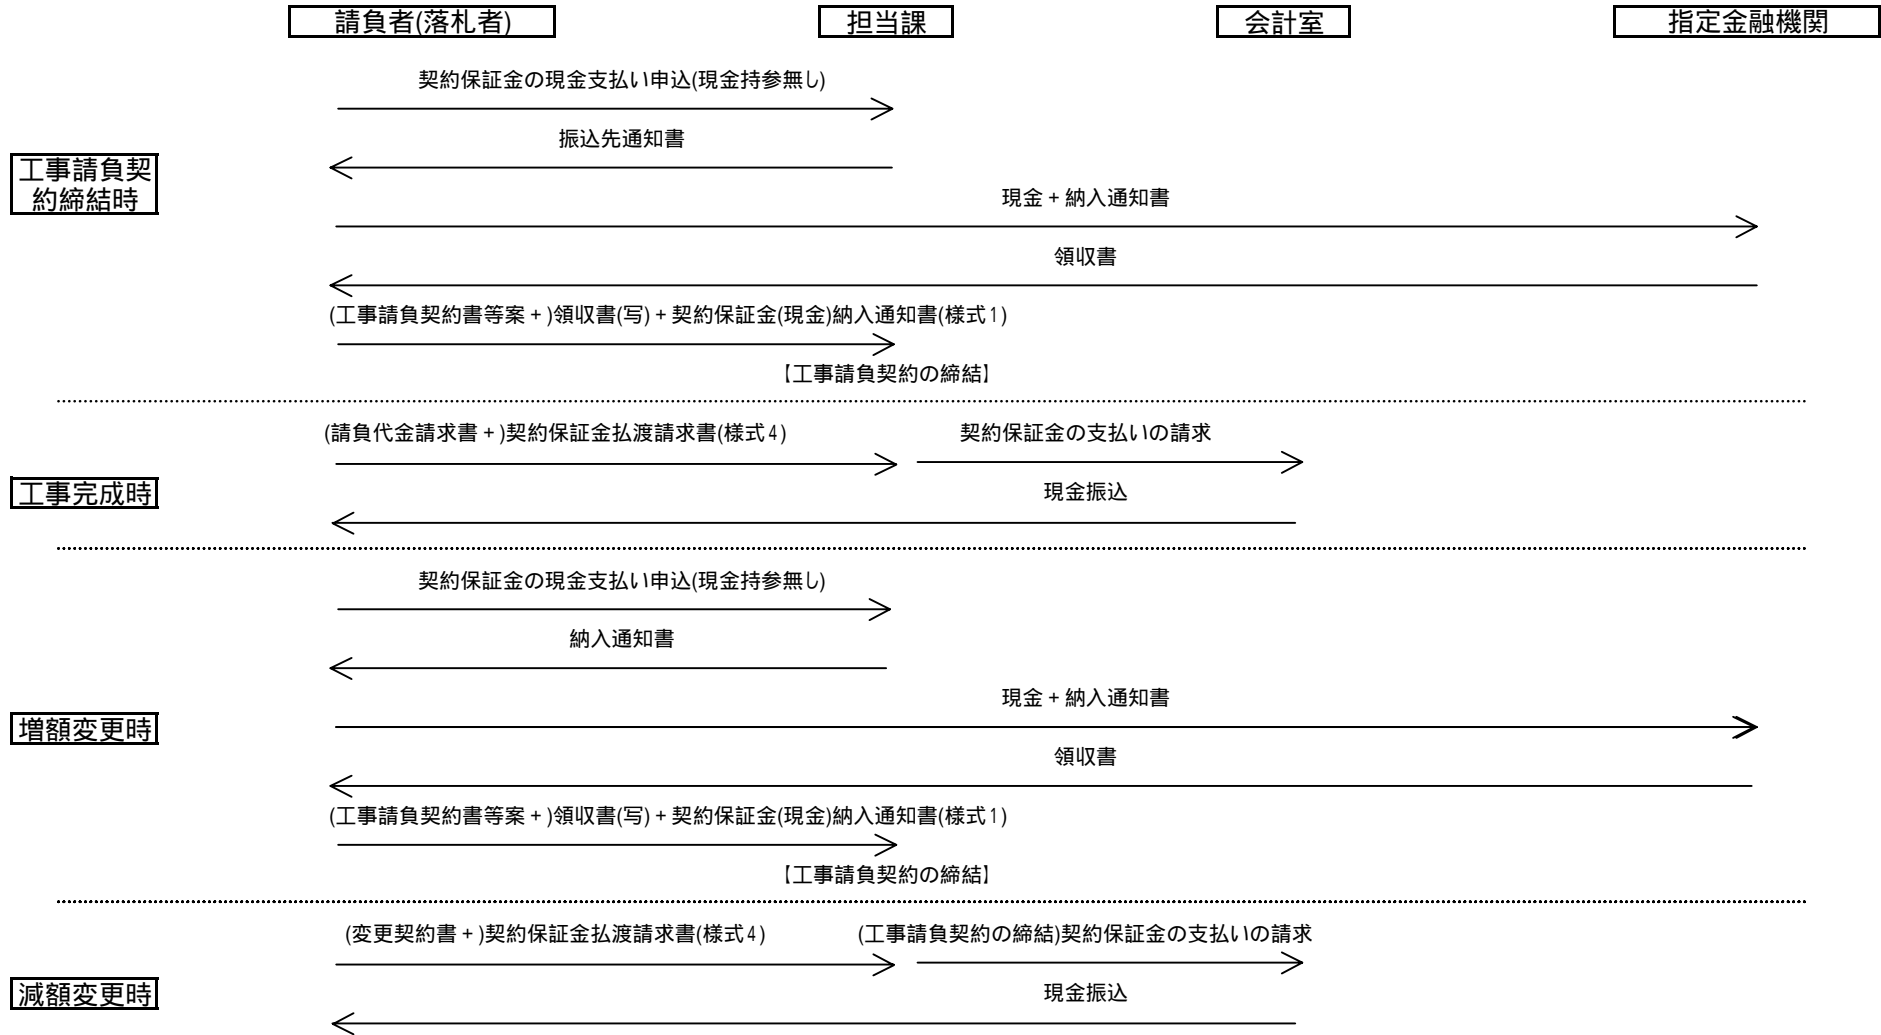 請負者(落札者)
担当課
会計室
指定金融機関
契約保証金の現金支払い申込(現金持参無し)
振込先通知書
工事請負契
約締結時
現金+納入通知書
領収書
(工事請負契約書等案+)領収書(写)+契約保証金(現金)納入通知書(様式1)
【工事請負契約の締結】
(請負代金請求書+)契約保証金払渡請求書(様式4)
契約保証金の支払いの請求
工事完成時
現金振込
契約保証金の現金支払い申込(現金持参無し)
納入通知書
現金+納入通知書
増額変更時
領収書
(工事請負契約書等案+)領収書(写)+契約保証金(現金)納入通知書(様式1)
【工事請負契約の締結】
(変更契約書+)契約保証金払渡請求書(様式4)
(工事請負契約の締結)契約保証金の支払いの請求
減額変更時
現金振込